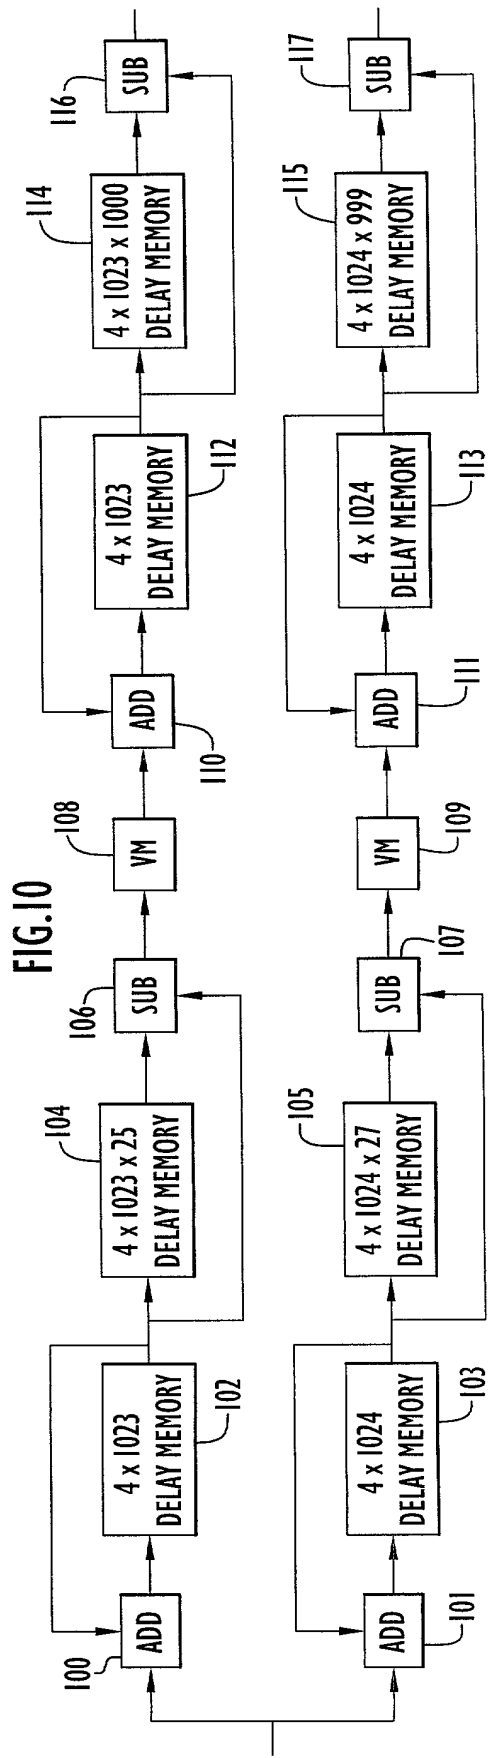 FIG.10
100
ADD
102
4 x 1023
DELAY MEMORY
104
4 x 1023 x 25
DELAY MEMORY
106
SUB
108
VM
110
ADD
112
4 x 1023
DELAY MEMORY
114
4 x 1023 x 1000
DELAY MEMORY
116
SUB
101
ADD
103
4 x 1024
DELAY MEMORY
105
4 x 1024 x 27
DELAY MEMORY
107
SUB
109
VM
111
ADD
113
4 x 1024
DELAY MEMORY
115
4 x 1024 x 999
DELAY MEMORY
117
SUB